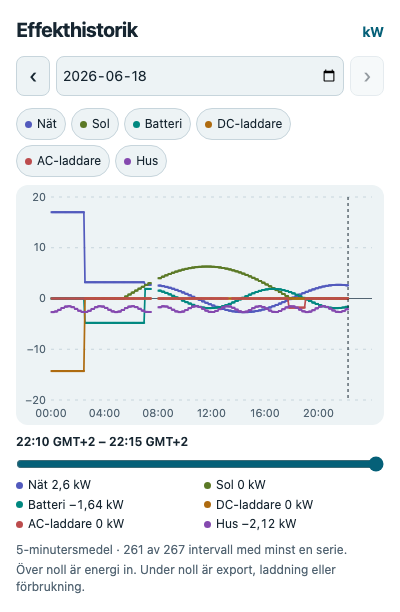 Effekthistorik
kW
2026-06-18
Nät
Sol
Batteri
DC-laddare
AC-laddare
Hus
20
10
0
−10
−20
00:00 04:00 08:00 12:00 16:00 20:00
22:10 GMT+2 – 22:15 GMT+2
Nät 2,6 kW
Sol 0 kW
Batteri −1,64 kW
DC-laddare 0 kW
AC-laddare 0 kW
Hus −2,12 kW
5-minutersmedel · 261 av 267 intervall med minst en serie.
Över noll är energi in. Under noll är export, laddning eller
förbrukning.